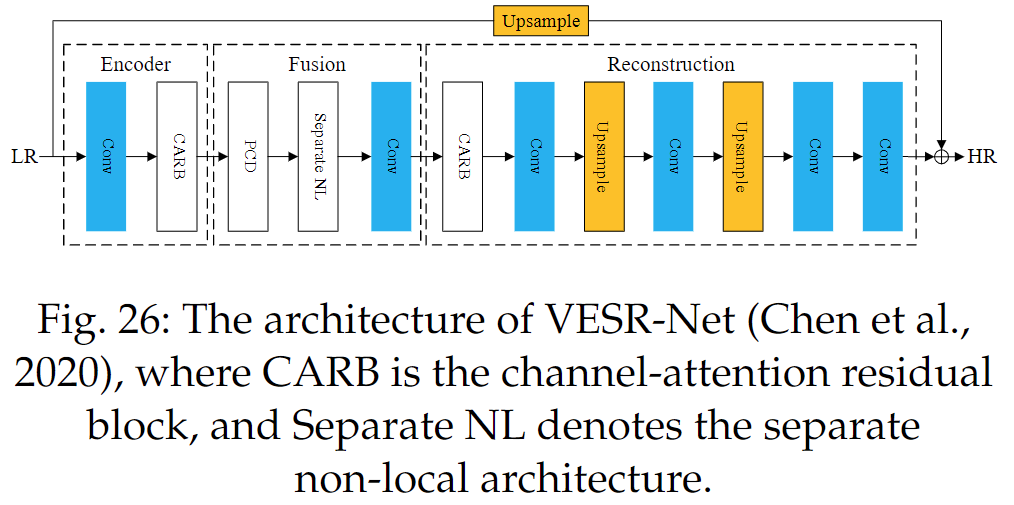 Upsample
Encoder
Fusion
Reconstruction
LR
Conv
CARB
PCD
Separate NL
Conv
CARB
Conv
Upsample
Conv
Upsample
Conv
Conv
HR
Fig. 26: The architecture of VESR-Net (Chen et al.,
2020), where CARB is the channel-attention residual
block, and Separate NL denotes the separate
non-local architecture.